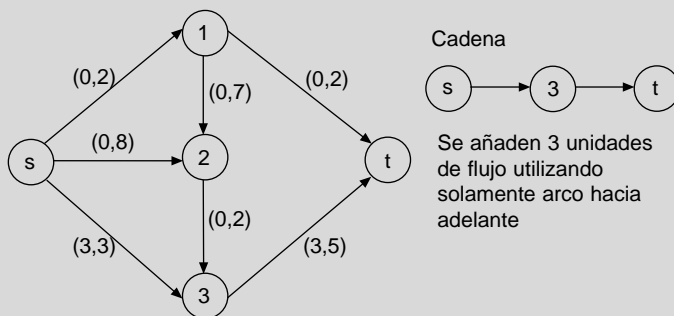 1
Cadena
(0,2)
(0,7)
(0,2)
s
3
t
(0,8)
2
s
t
Se añaden 3 unidades
de flujo utilizando
solamente arco hacia
adelante
(0,2)
(3,3)
(3,5)
3